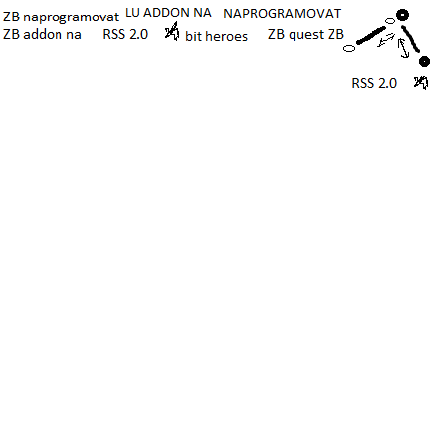 ZB naprogramovat LU ADDON NA NAPROGRAMOVAT
ZB addon na RSS 2.0 bit heroes ZB quest ZB
RSS 2.0